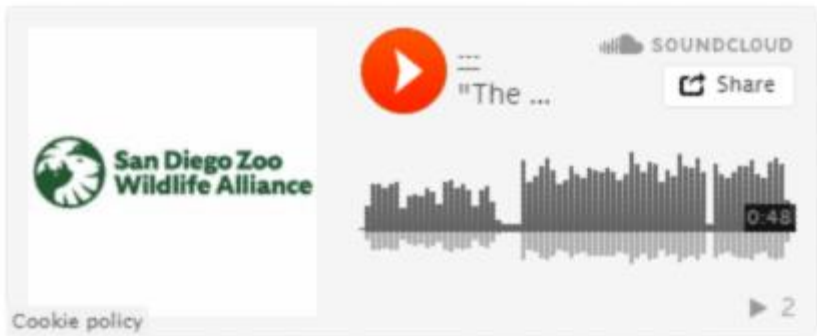 San Diego Zoo
Wildlife Alliance
---
"The ...
SOUNDCLOUD
Share
0:48
2
Cookie policy